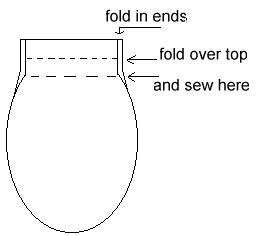 fold in ends
fold over top
and sew here